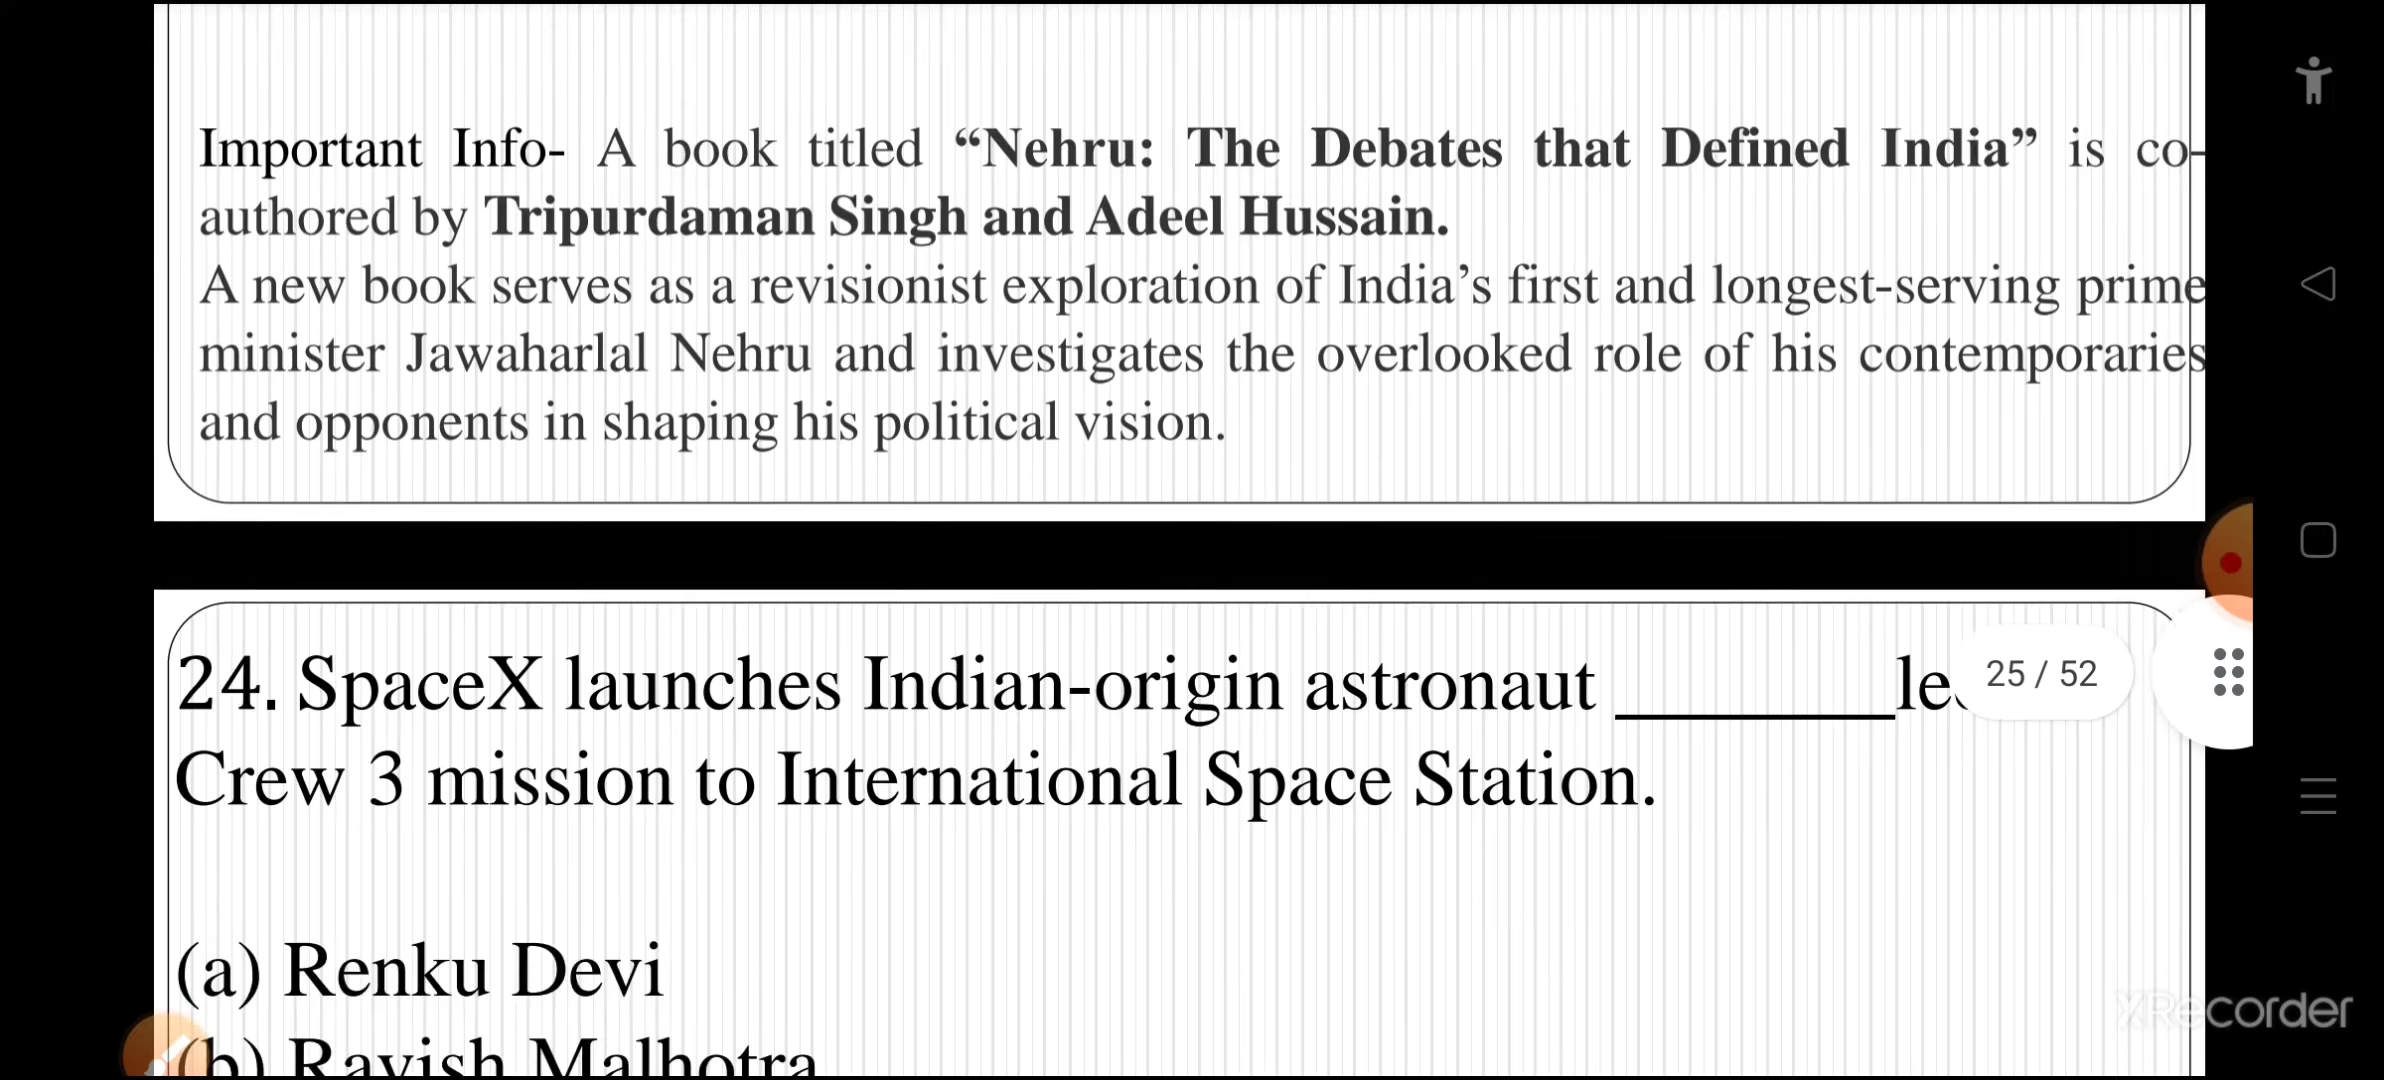 Important Info- A book titled “Nehru: The Debates that Defined India” is co-
authored by Tripurdaman Singh and Adeel Hussain.
A new book serves as a revisionist exploration of India’s first and longest-serving prime
minister Jawaharlal Nehru and investigates the overlooked role of his contemporaries
and opponents in shaping his political vision.
24. SpaceX launches Indian-origin astronaut ________
25 / 52
Crew 3 mission to International Space Station.
(a) Renku Devi
(b) Ravish Malhotra
XRecorder